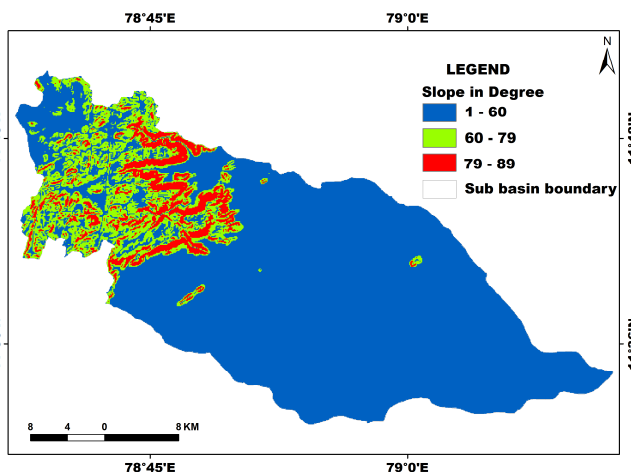 78°45'E 79°0'E
N
LEGEND
Slope in Degree
1 - 60
60 - 79
79 - 89
Sub basin boundary
8 4 0 8 KM
78°45'E 79°0'E